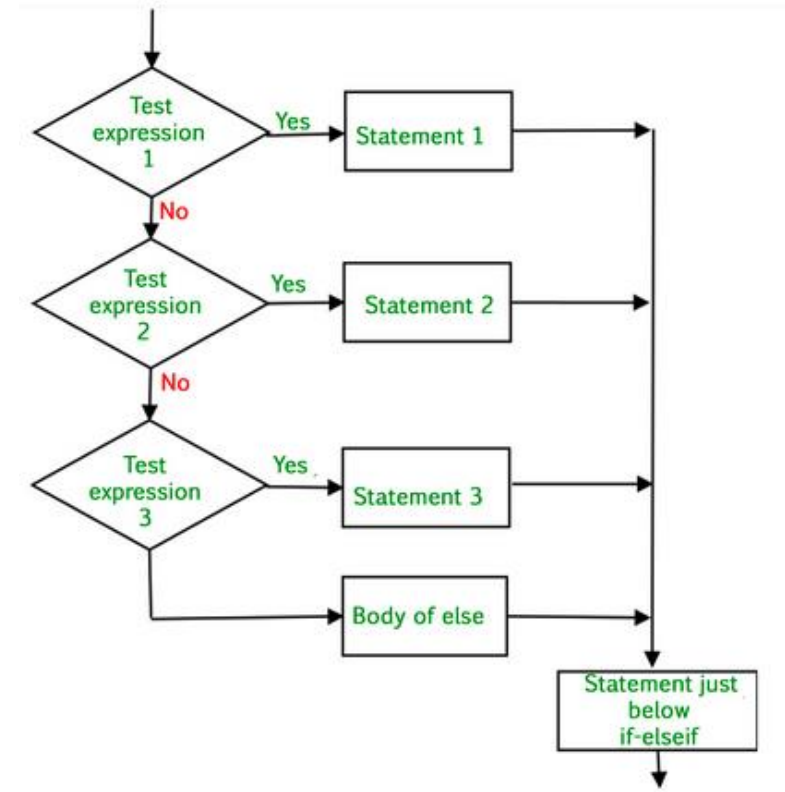 Test
expression
1
Yes
Statement 1
No
Test
expression
2
Yes
Statement 2
No
Test
expression
3
Yes
Statement 3
Body of else
Statement just
below
if-elseif